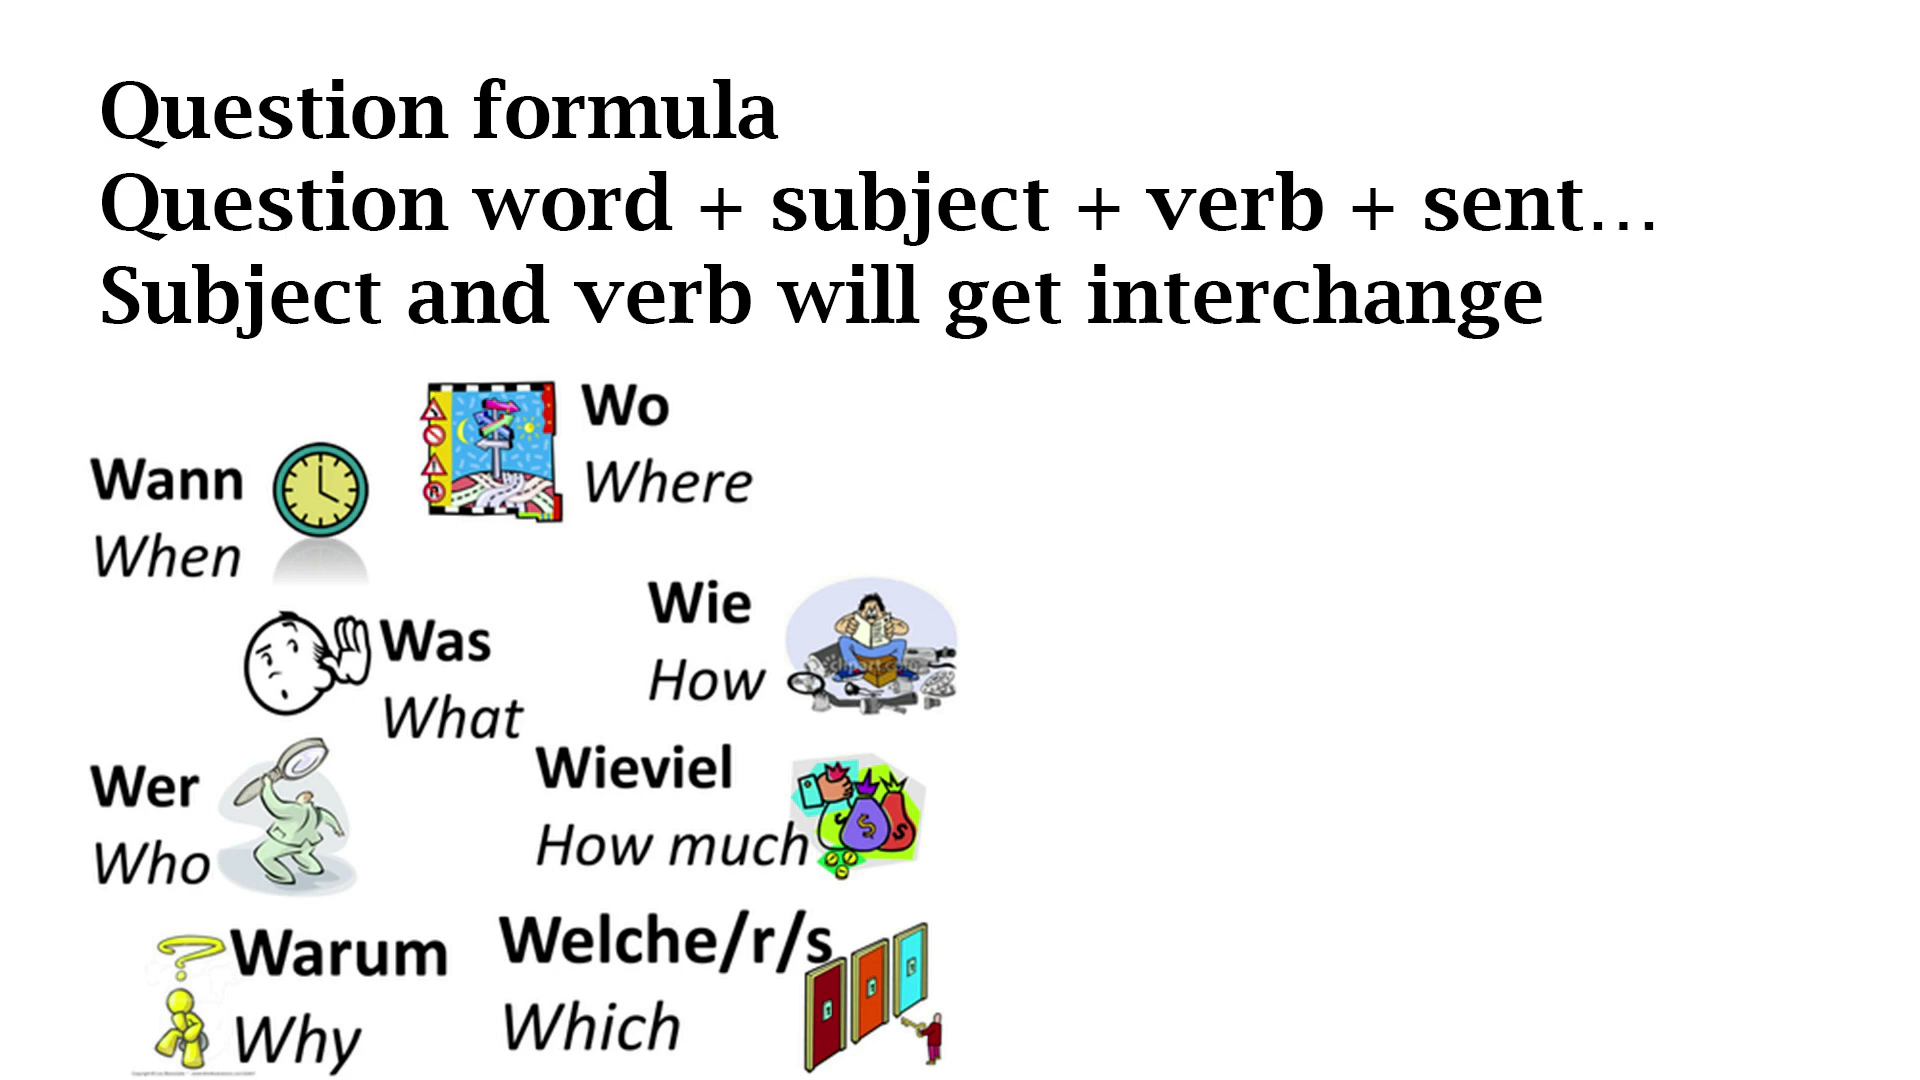 Question formula
Question word + subject + verb + sent...
Subject and verb will get interchange
Wo
Where
Wann
When
Wie
How
Was
What
Wieviel
How much
Wer
Who
Welche/r/s
Which
Warum
Why